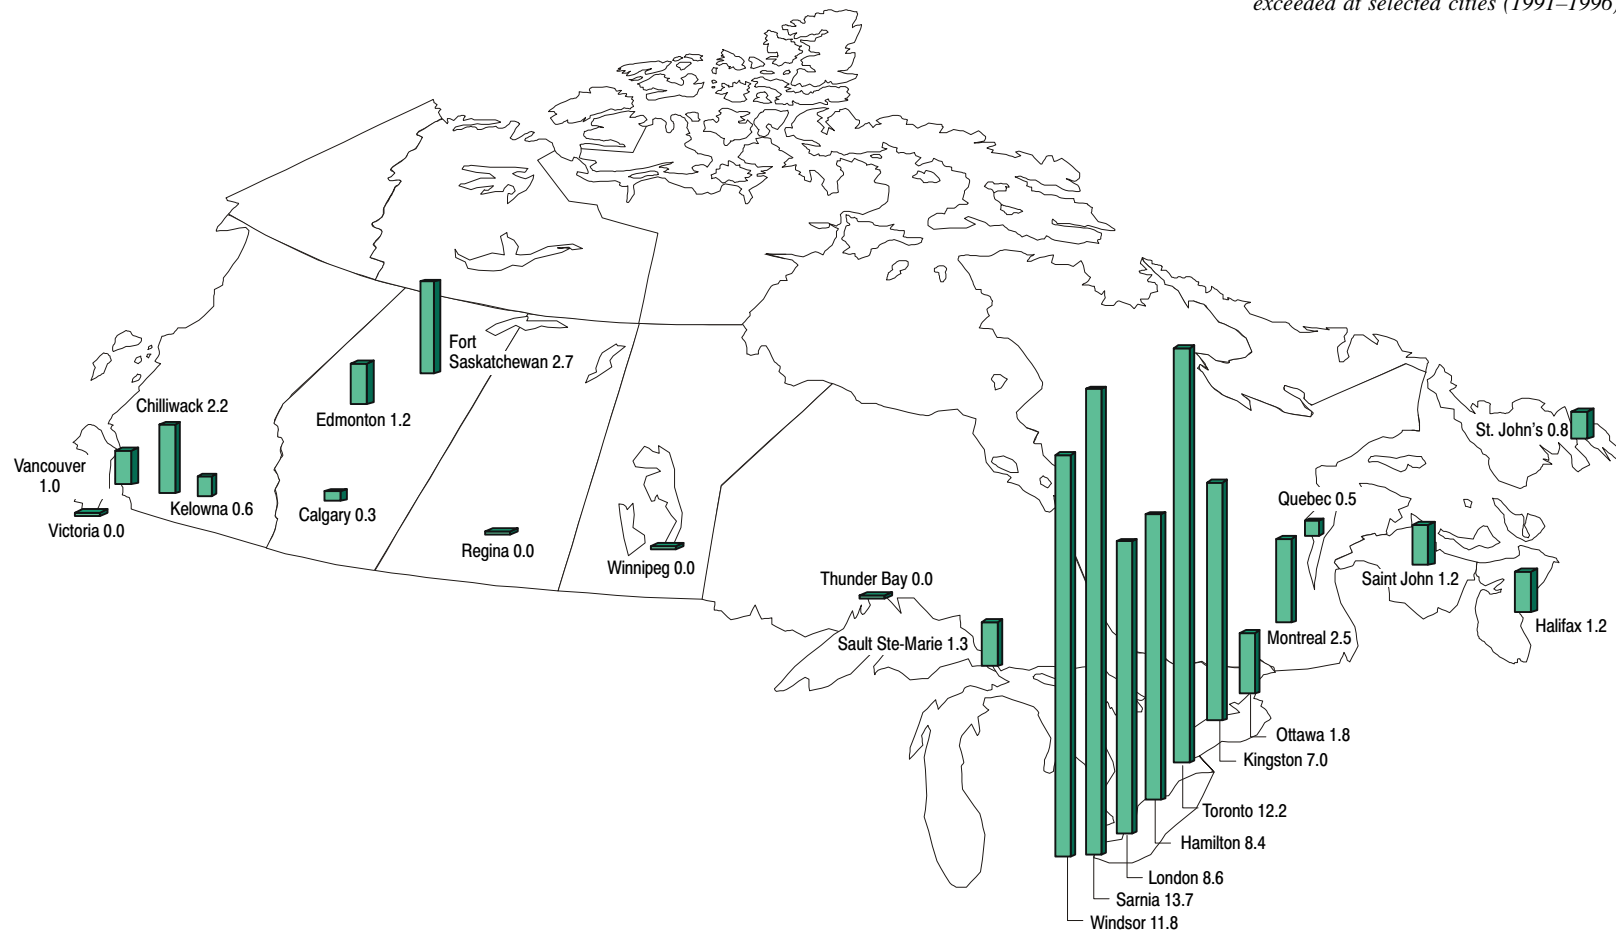 exceeded at selected cities (1991–1996)
Fort
Saskatchewan 2.7
Chilliwack 2.2
Edmonton 1.2
St. John's 0.8
Vancouver
1.0
Quebec 0.5
Kelowna 0.6
Calgary 0.3
Victoria 0.0
Regina 0.0
Winnipeg 0.0
Thunder Bay 0.0
Saint John 1.2
Halifax 1.2
Montreal 2.5
Sault Ste-Marie 1.3
Ottawa 1.8
Kingston 7.0
Toronto 12.2
Hamilton 8.4
London 8.6
Sarnia 13.7
Windsor 11.8